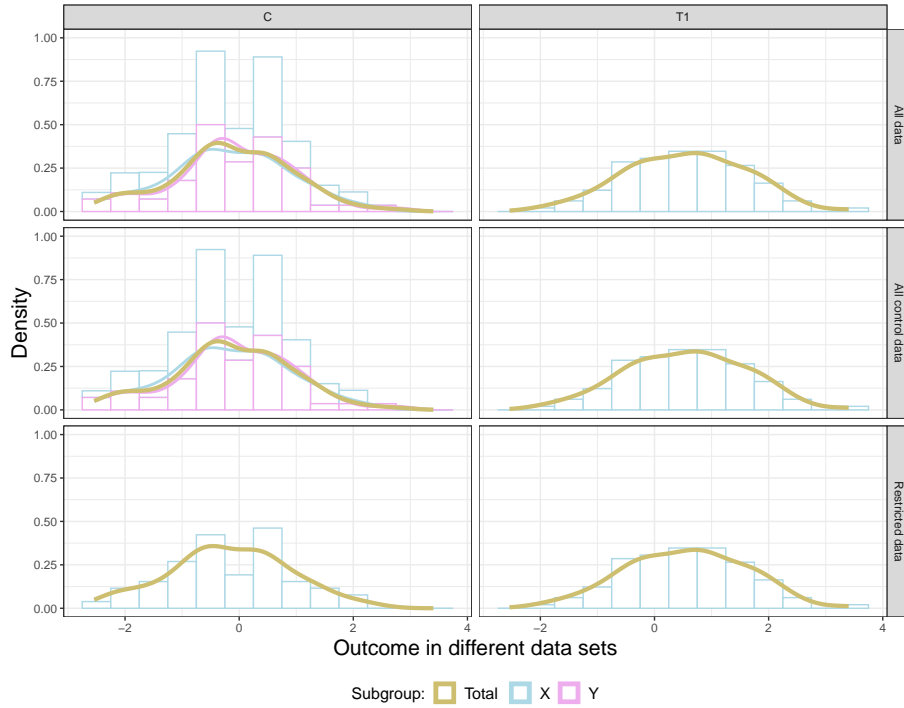 C
T1
1.00
0.75
0.50
0.25
0.00
All data
1.00
0.75
0.50
0.25
0.00
All control data
1.00
0.75
0.50
0.25
0.00
Restricted data
Density
−2
0
2
4
−2
0
2
4
Outcome in different data sets
Subgroup: Total X Y